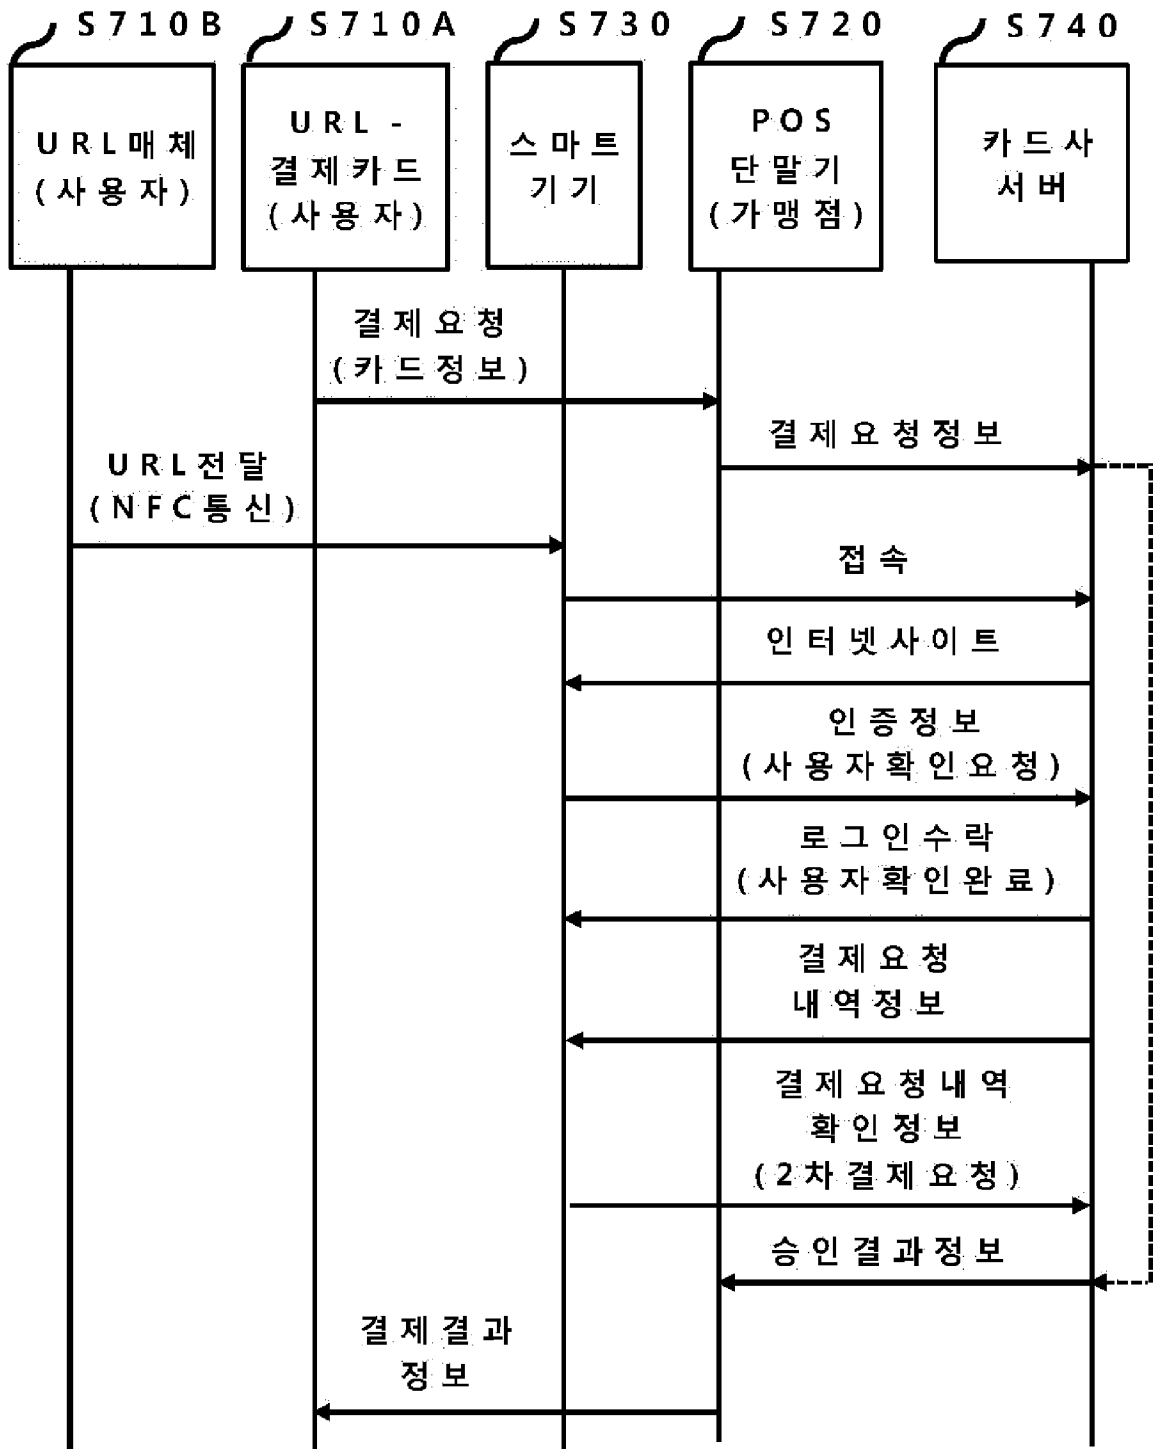 S710B
S710A
S730
S720
S740
URL매체
(사용자)
URL-
결제카드
(사용자)
스마트
기기
POS
단말기
(가맹점)
카드사
서버
결제요청
(카드정보)
결제요청정보
URL전달
(NFC통신)
접속
인터넷사이트
인증정보
(사용자확인요청)
로그인수락
(사용자확인완료)
결제요청
내역정보
결제요청내역
확인정보
(2차결제요청)
승인결과정보
결제결과
정보